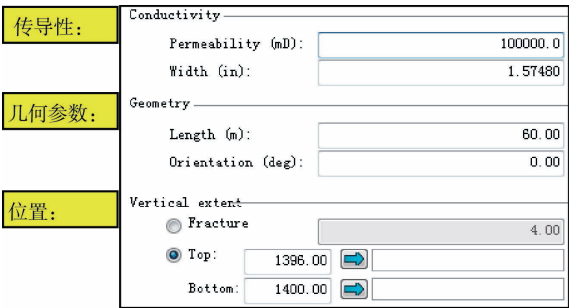 传导性：
Conductivity
Permeability (mD): 100000.0
Width (in): 1.57480
几何参数：
Geometry
Length (m): 60.00
Orientation (deg): 0.00
位置：
Vertical extent
Fracture 4.00
Top: 1396.00
Bottom: 1400.00